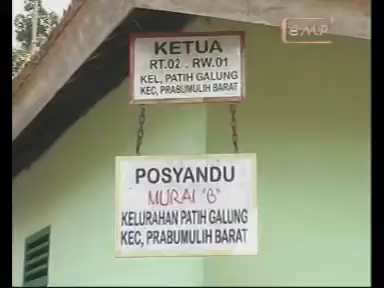 BMP
KETUA
RT.02 . RW.01
KEL, PATIH GALUNG
KEC, PRABUMULIH BARAT
POSYANDU
MURAI "B"
KELURAHAN PATIH GALUNG
KEC, PRABUMULIH BARAT